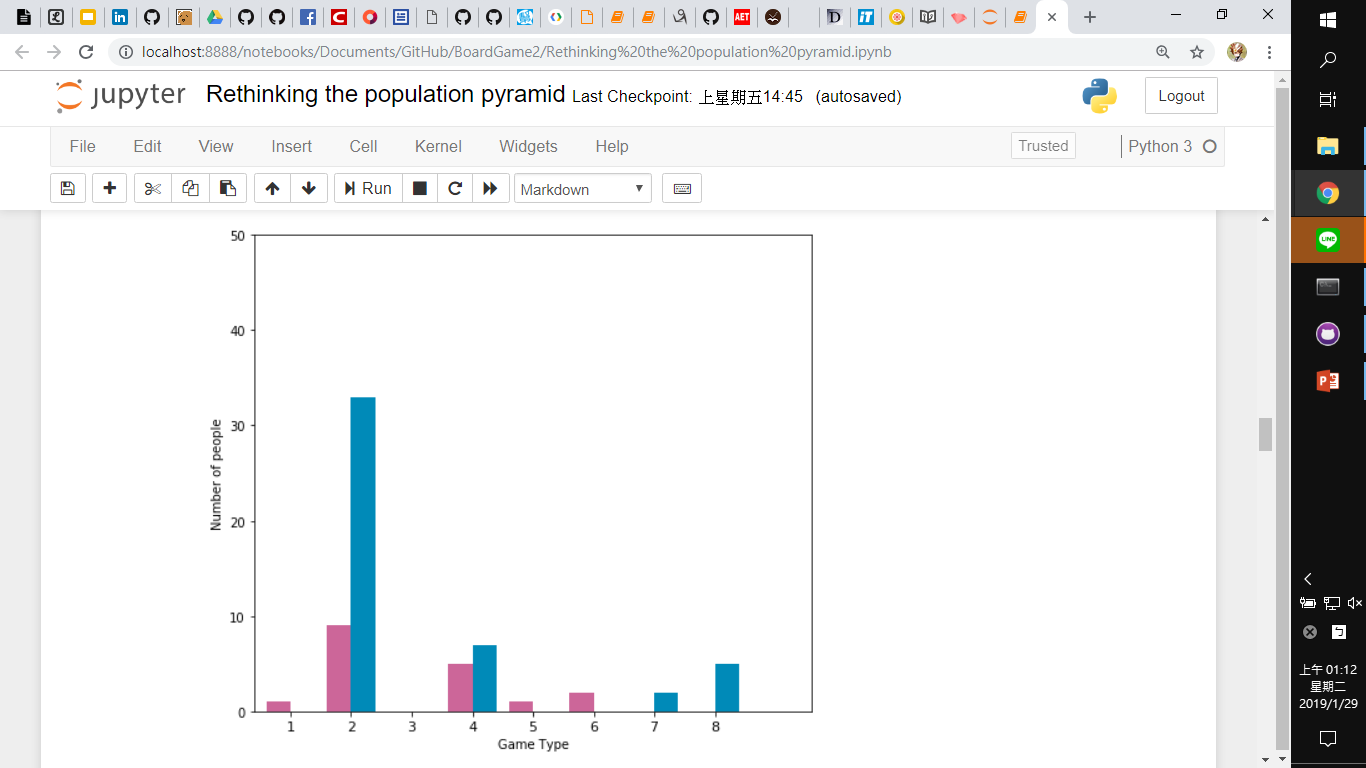 localhost:8888/notebooks/Documents/GitHub/BoardGame2/Rethinking%20the%20population%20pyramid.ipynb
jupyter Rethinking the population pyramid Last Checkpoint: 上星期五14:45 (autosaved)
Logout
File Edit View Insert Cell Kernel Widgets Help
Trusted
Python 3
Run
Markdown
50
40
30
20
10
0
Number of people
1 2 3 4 5 6 7 8
Game Type
LINE
上午 01:12
星期二
2019/1/29